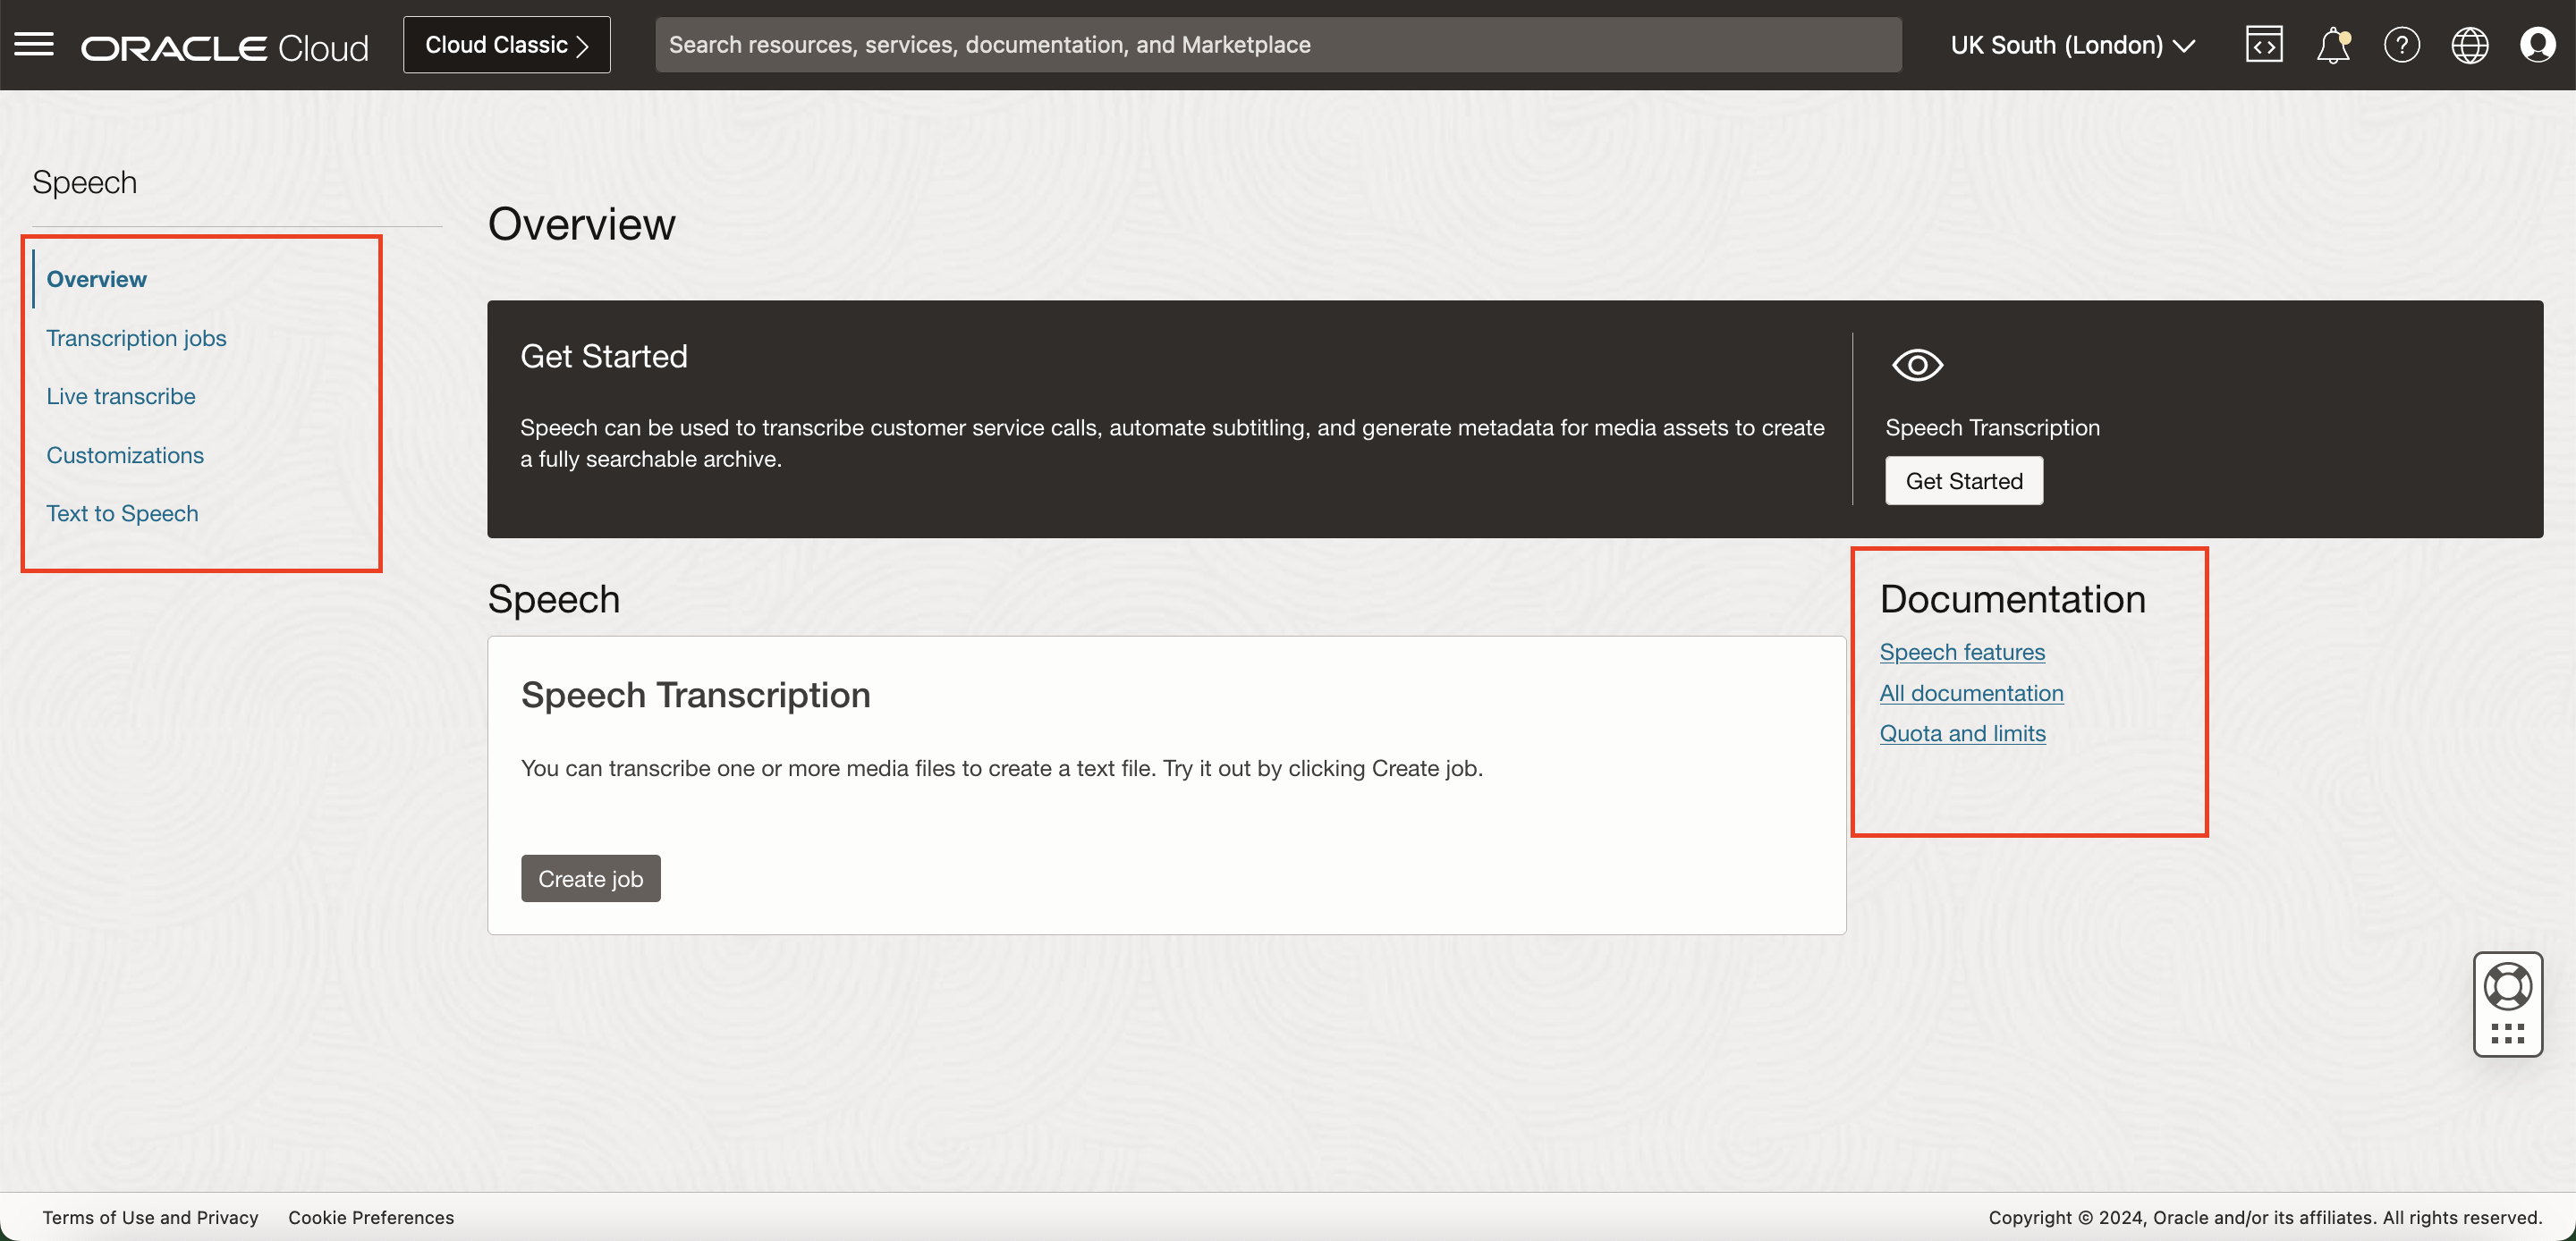 ORACLE Cloud
Cloud Classic
Search resources, services, documentation, and Marketplace
UK South (London)
Speech
Overview
Transcription jobs
Live transcribe
Customizations
Text to Speech
Overview
Get Started
Speech can be used to transcribe customer service calls, automate subtitling, and generate metadata for media assets to create
a fully searchable archive.
Speech Transcription
Get Started
Speech
Speech Transcription
You can transcribe one or more media files to create a text file. Try it out by clicking Create job.
Create job
Documentation
Speech features
All documentation
Quota and limits
Terms of Use and Privacy
Cookie Preferences
Copyright © 2024, Oracle and/or its affiliates. All rights reserved.